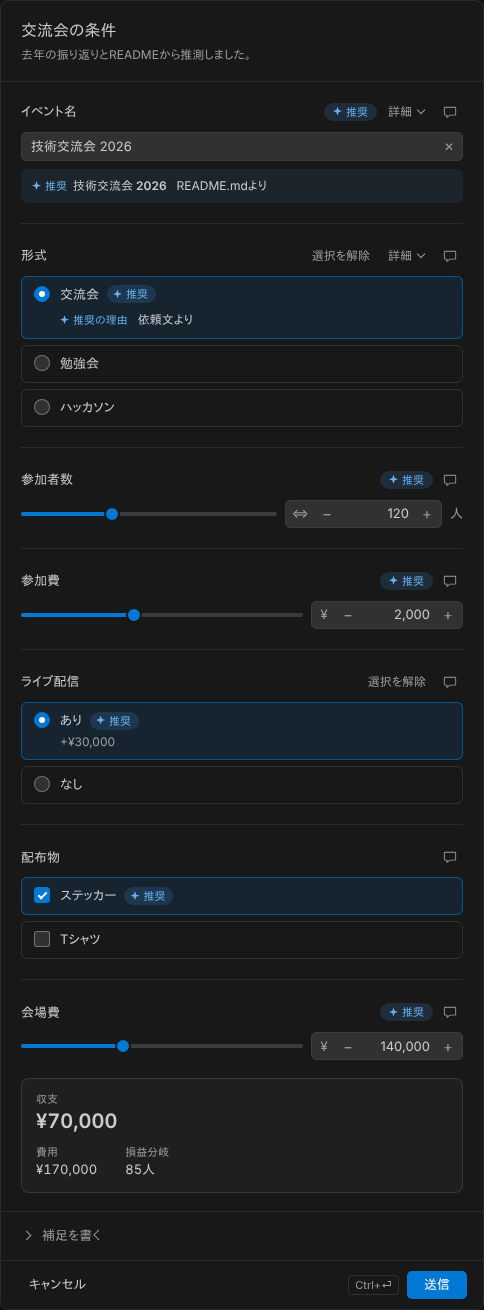 交流会の条件
去年の振り返りとREADMEから推測しました。
イベント名 推奨 詳細
技術交流会 2026 ×
推奨 技術交流会 2026 README.mdより
形式 選択を解除 詳細
交流会 推奨
推奨の理由 依頼文より
勉強会
ハッカソン
参加者数 推奨
− 120 + 人
参加費 推奨
¥ − 2,000 +
ライブ配信 選択を解除
あり 推奨
+¥30,000
なし
配布物
ステッカー 推奨
Tシャツ
会場費 推奨
¥ − 140,000 +
収支
¥70,000
費用 損益分岐
¥170,000 85人
補足を書く
キャンセル Ctrl+⏎ 送信